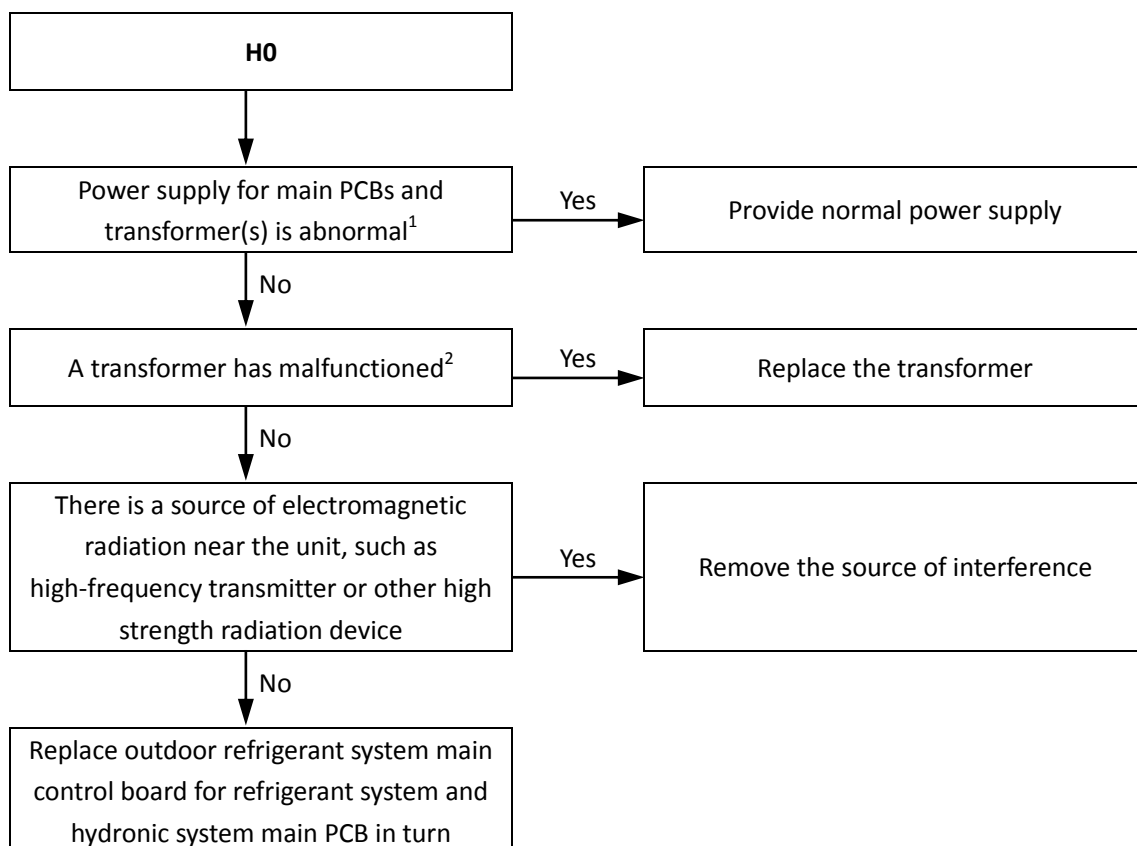 H0
Power supply for main PCBs and
transformer(s) is abnormal1
Yes
Provide normal power supply
No
A transformer has malfunctioned2
Yes
Replace the transformer
No
There is a source of electromagnetic
radiation near the unit, such as
high-frequency transmitter or other high
strength radiation device
Yes
Remove the source of interference
No
Replace outdoor refrigerant system main
control board for refrigerant system and
hydronic system main PCB in turn